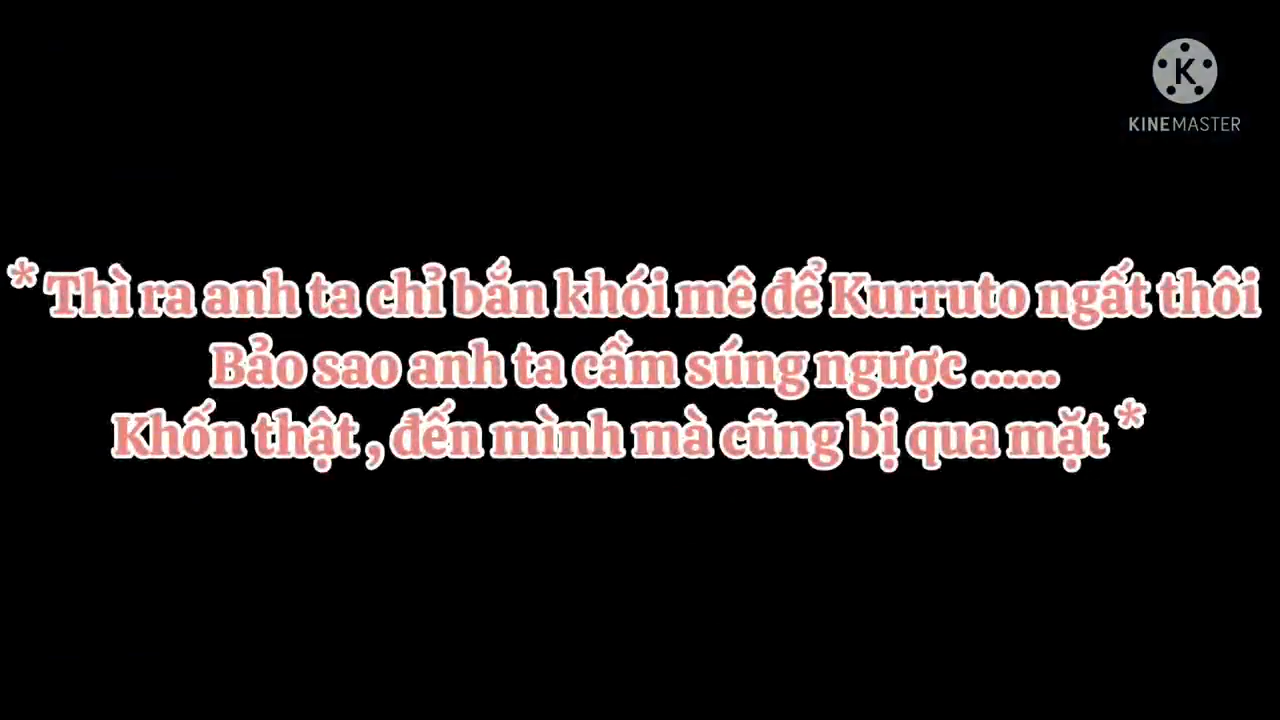 K
KINEMASTER
* Thì ra anh ta chỉ bắn khói mê để Kurruto ngất thôi
Bảo sao anh ta cầm súng ngược ......
Khốn thật , đến mình mà cũng bị qua mặt *